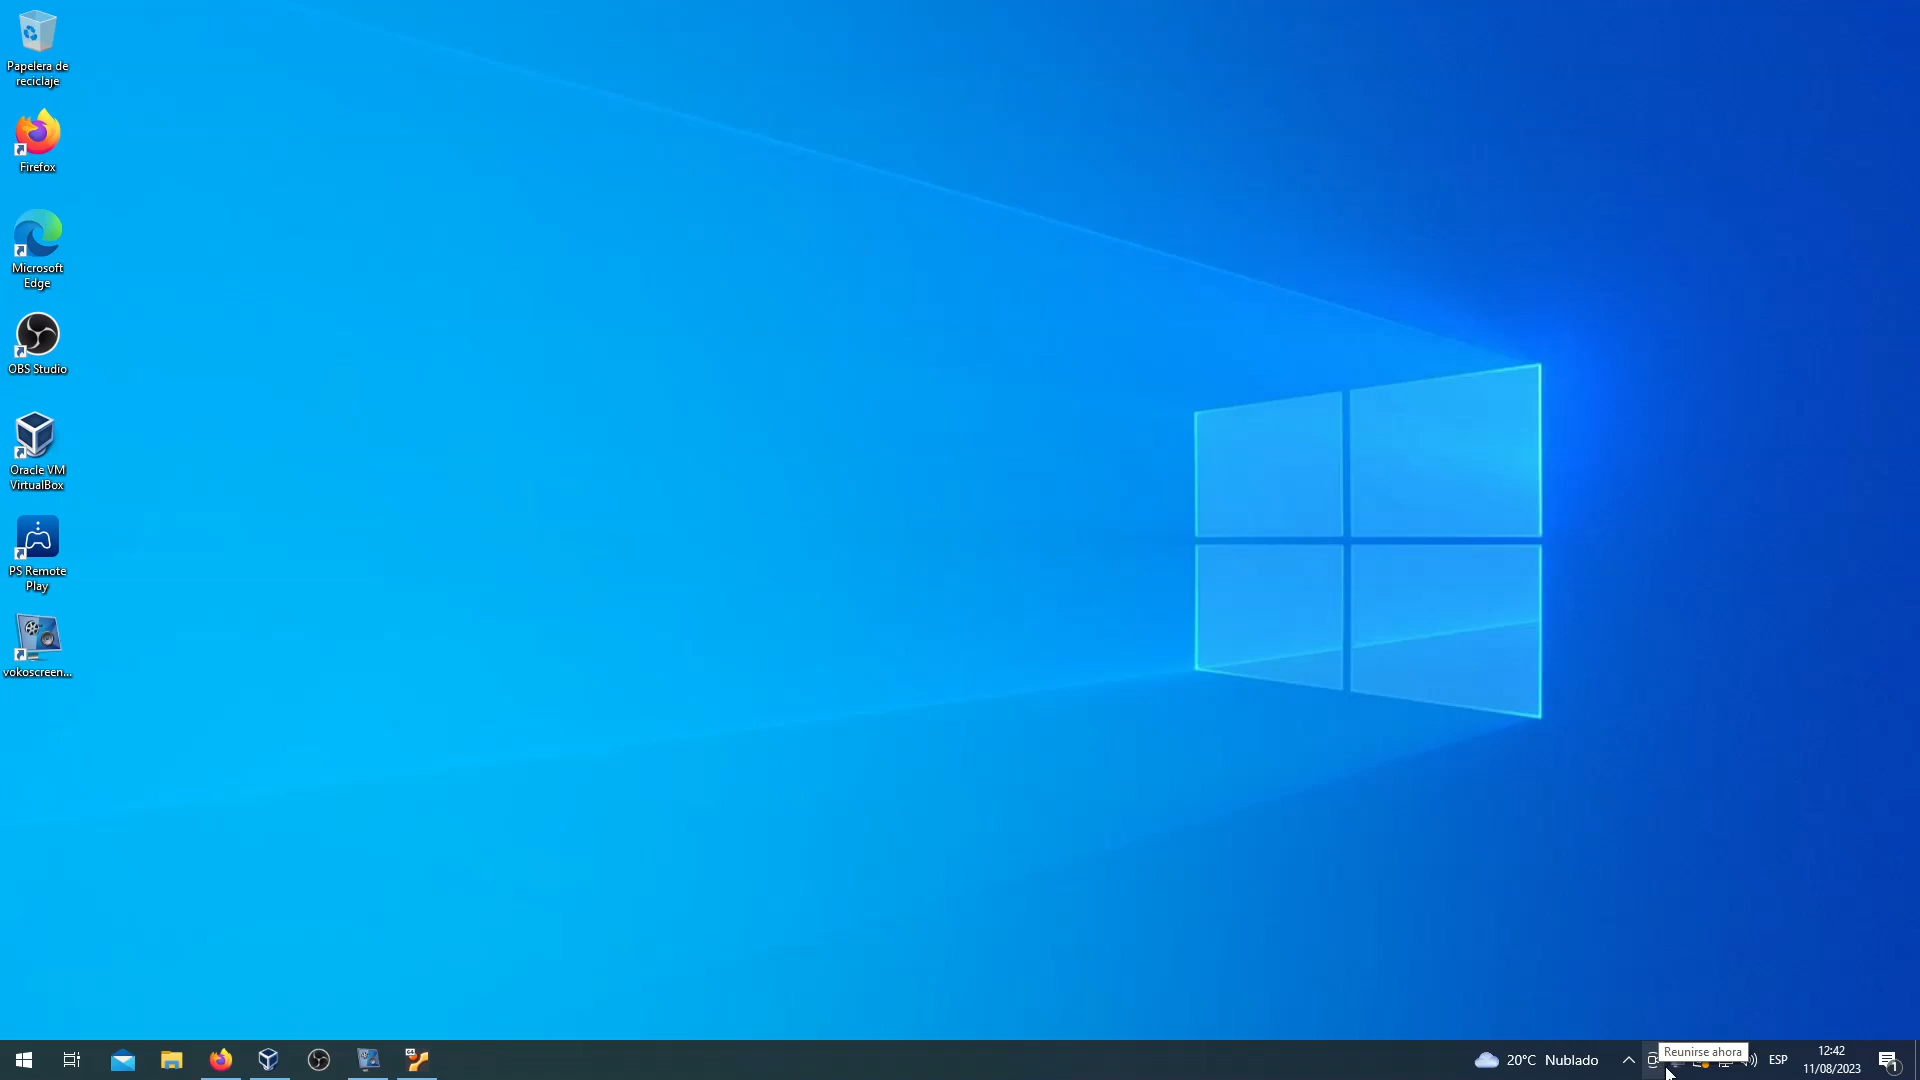 Papelera de
reciclaje
Firefox
Microsoft
Edge
OBS Studio
Oracle VM
VirtualBox
PS Remote
Play
vokoscreen...
20°C Nublado
Reunirse ahora
ESP
12:42
11/08/2023
1